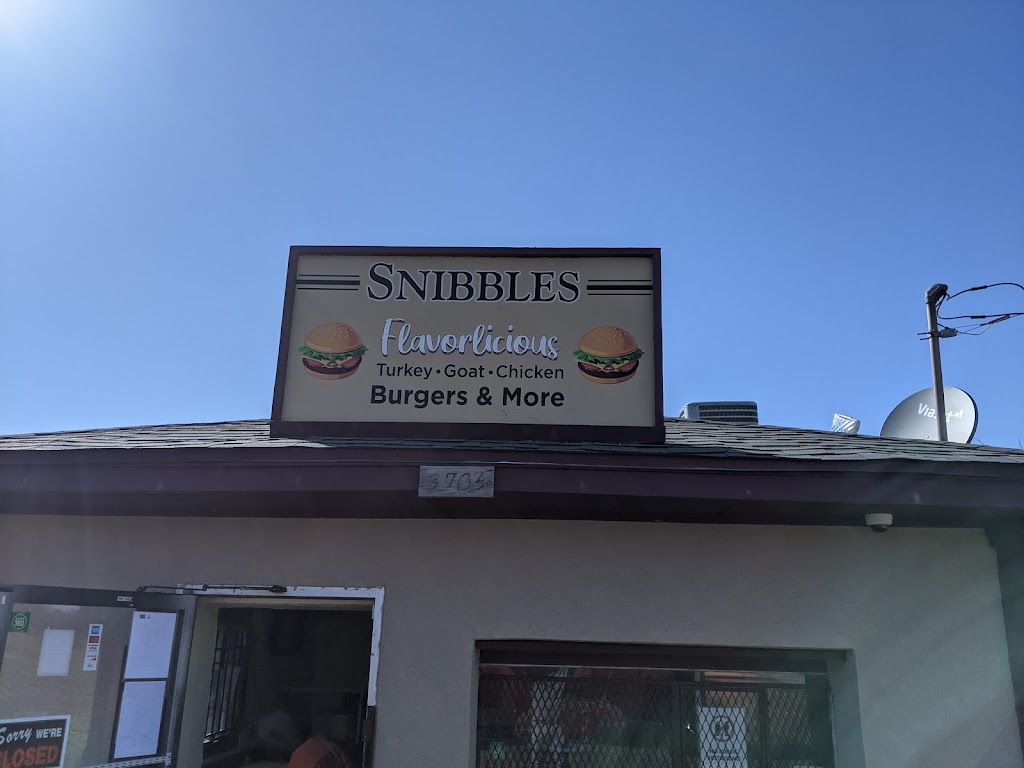 SNIBBLES
Flavorlicious
Turkey • Goat • Chicken
Burgers & More
3703
Sorry WE'RE
CLOSED